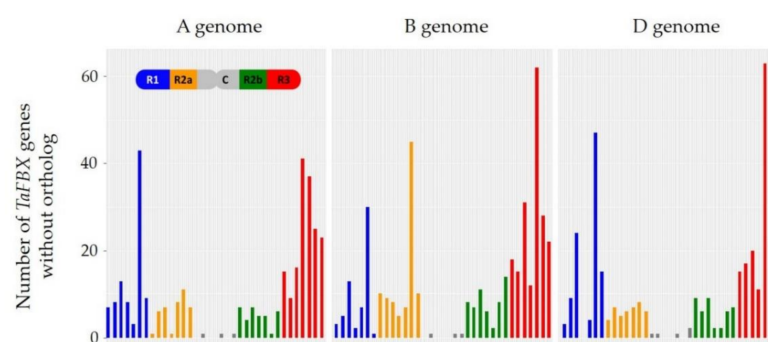 A genome
B genome
D genome
Number of TaFBX genes
without ortholog
60
40
20
0
R1 R2a C R2b R3